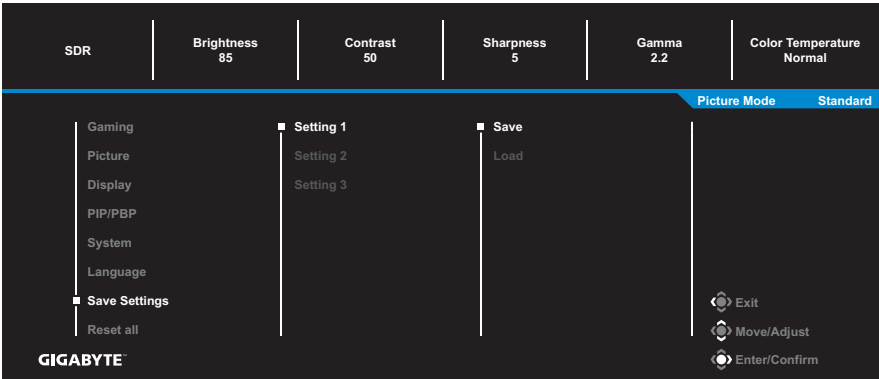 SDR
Brightness
85
Contrast
50
Sharpness
5
Gamma
2.2
Color Temperature
Normal
Picture Mode Standard
Gaming
Picture
Display
PIP/PBP
System
Language
Save Settings
Reset all
Setting 1
Setting 2
Setting 3
Save
Load
Exit
Move/Adjust
Enter/Confirm
GIGABYTE™